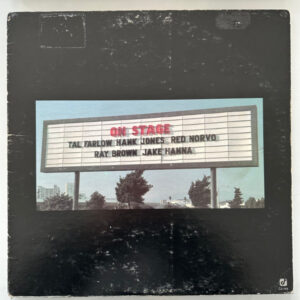 ON STAGE
TAL FARLOW HANK JONES RED NORVO
RAY BROWN JAKE HANNA